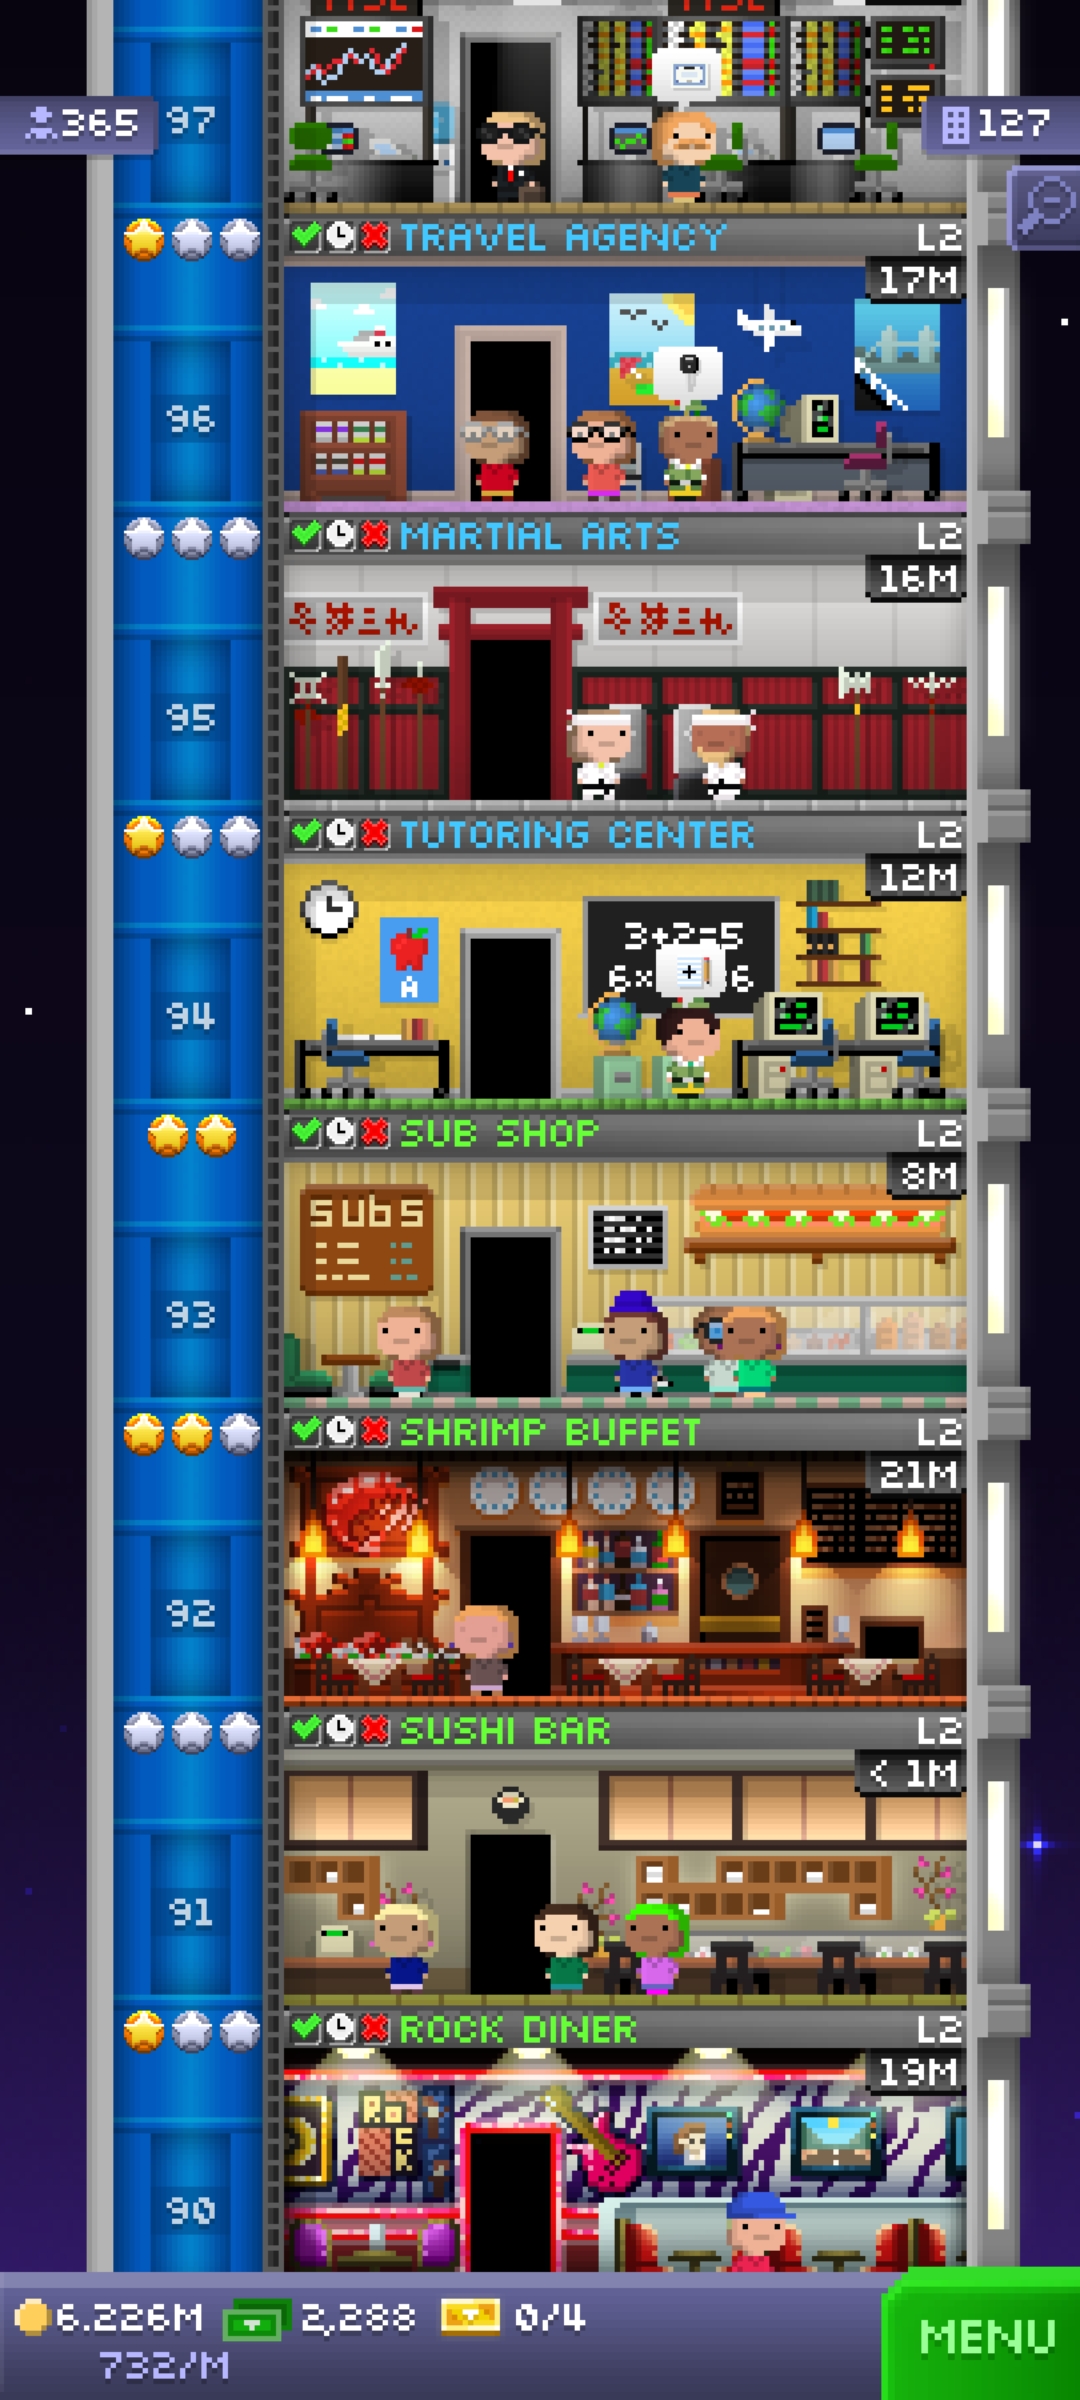 365
97
127
TRAVEL AGENCY
L2
17M
96
MARTIAL ARTS
L2
16M
95
TUTORING CENTER
L2
12M
3+2=5
A
94
SUB SHOP
L2
8M
SUBS
93
SHRIMP BUFFET
L2
21M
92
SUSHI BAR
L2
< 1M
91
ROCK DINER
L2
19M
ROCK
90
6.226M
2,288
0/4
732/M
MENU